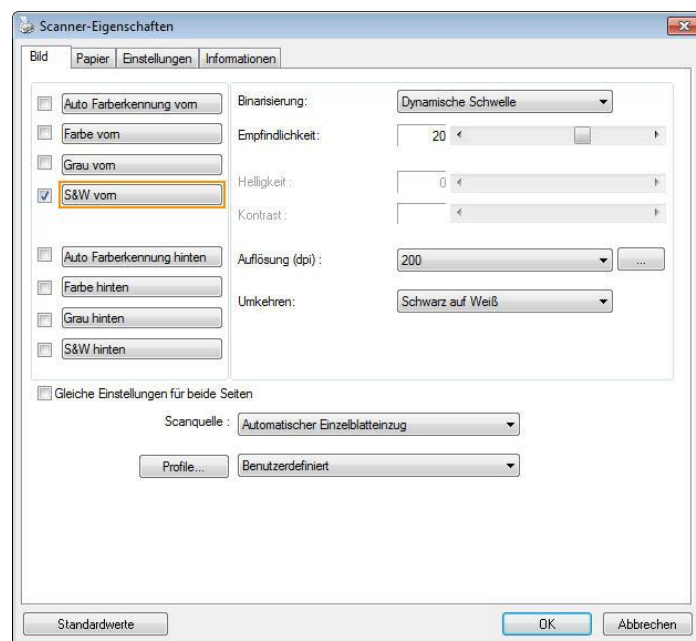 Scanner-Eigenschaften
Bild Papier Einstellungen Informationen
Auto Farberkennung vorn Binarisierung: Dynamische Schwelle
Farbe vorn Empfindlichkeit: 20
Grau vorn
Helligkeit : 0
S&W vorn
Kontrast :
Auto Farberkennung hinten Auflösung (dpi) : 200 ...
Farbe hinten
Umkehren: Schwarz auf Weiß
Grau hinten
S&W hinten
Gleiche Einstellungen für beide Seiten
Scanquelle : Automatischer Einzelblatteinzug
Profile... Benutzerdefiniert
Standardwerte OK Abbrechen